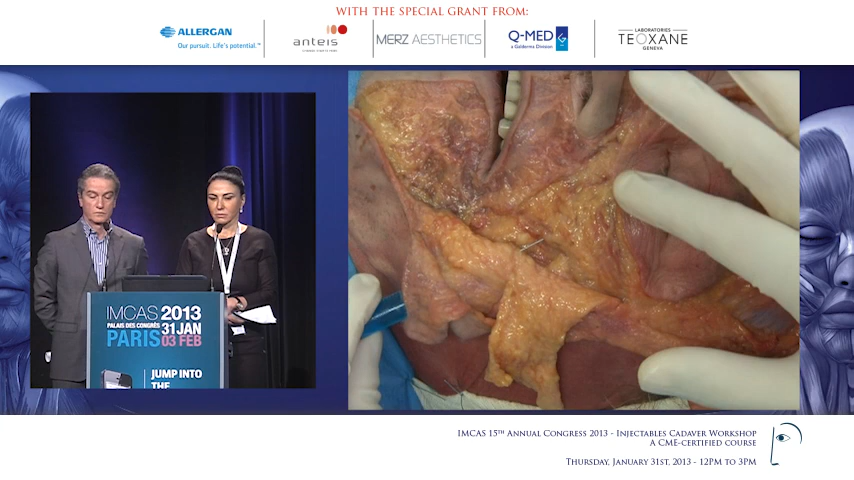 WITH THE SPECIAL GRANT FROM:
ALLERGAN
Our pursuit. Life's potential.™
anteis
MERZ AESTHETICS
Q-MED
a Galderma Division
LABORATORIES
TEOXANE
GENEVA
IMCAS 2013
PALAIS DES CONGRÈS 31 JAN
PARIS 03 FEB
JUMP INTO
THE
IMCAS 15TH Annual Congress 2013 - Injectables Cadaver Workshop
A CME-certified course
Thursday, January 31st, 2013 - 12PM to 3PM